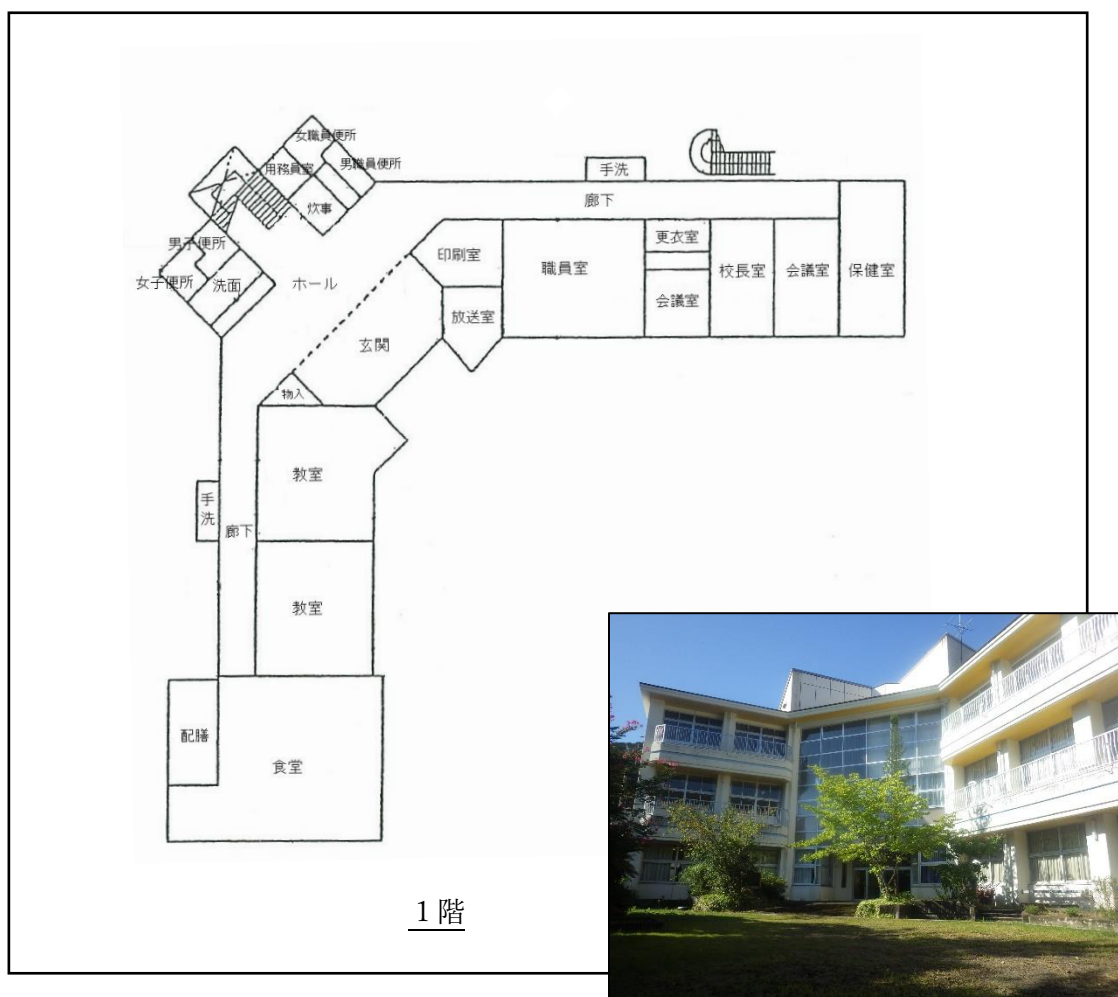 女職員便所
用務員室
男職員便所
炊事
手洗
廊下
男子便所
女子便所
洗面
ホール
印刷室
職員室
更衣室
校長室
会議室
保健室
会議室
放送室
玄関
物入
教室
手洗
廊下
教室
配膳
食堂
1階